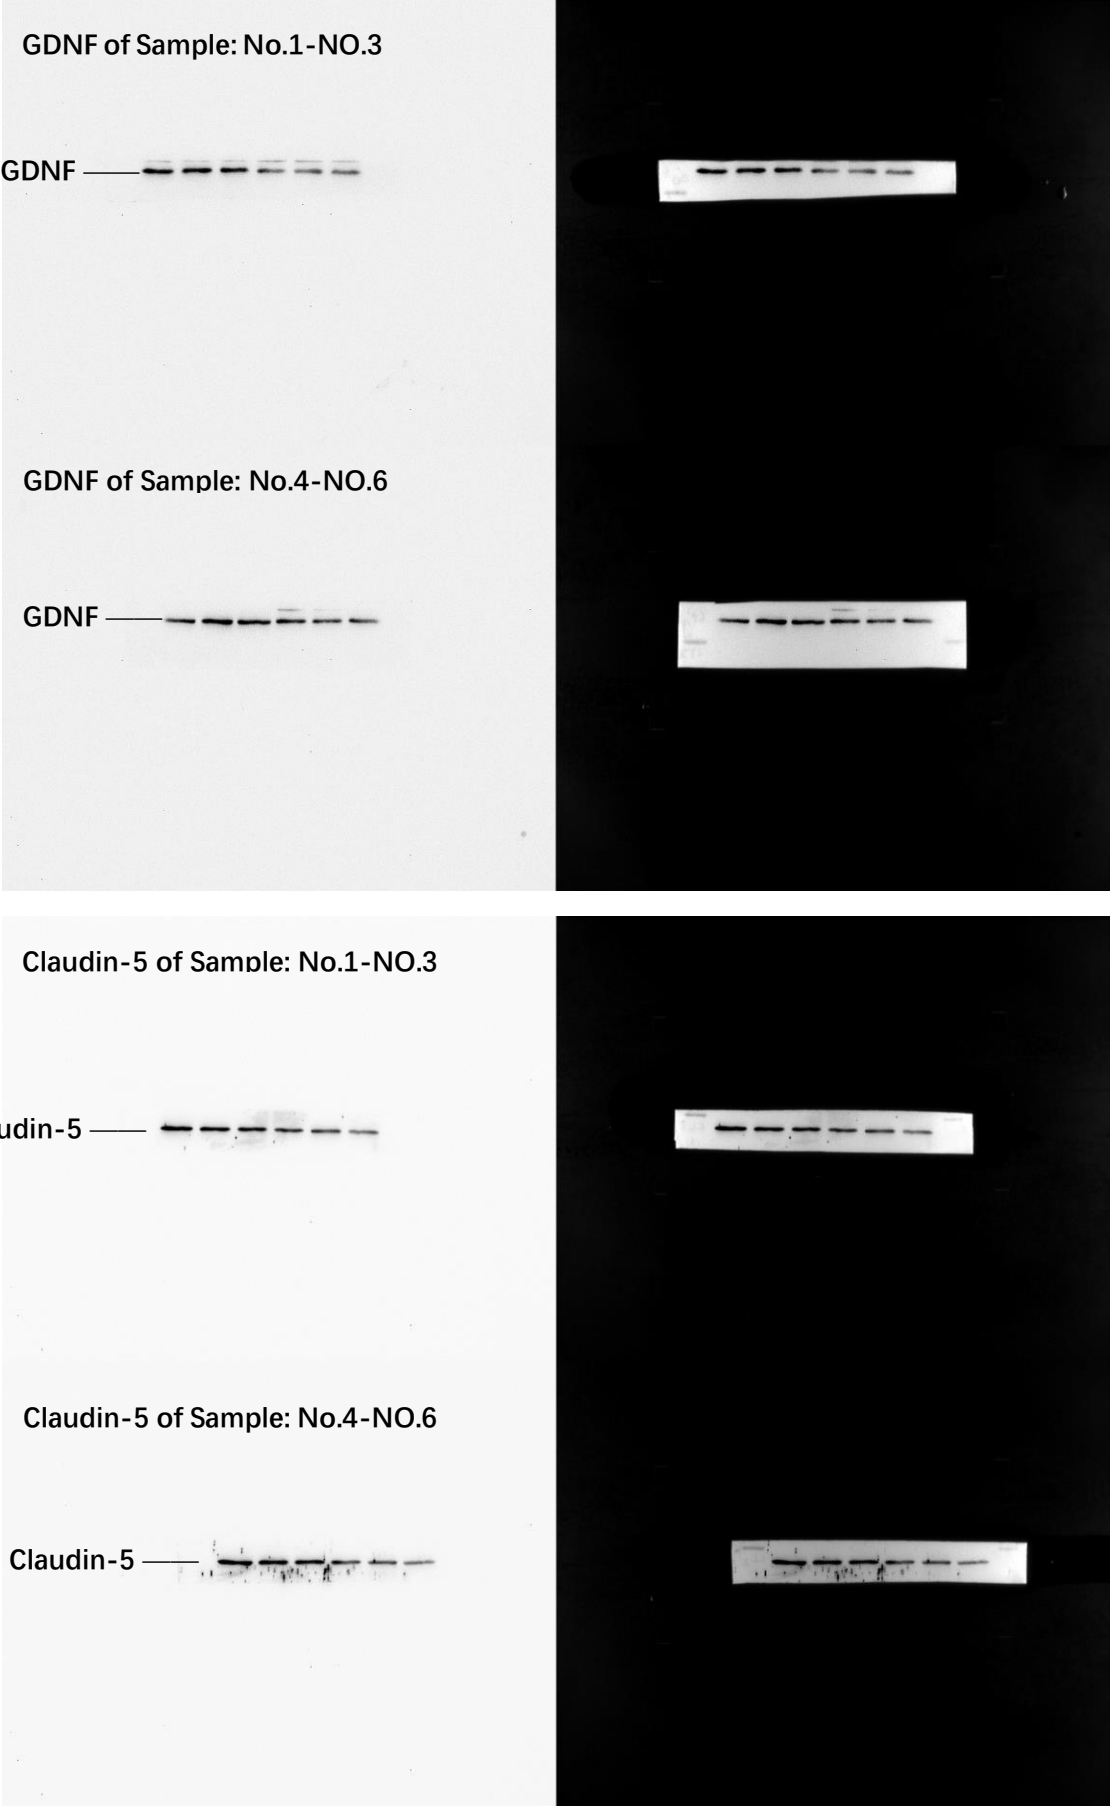 GDNF of Sample: No.1-NO.3
GDNF
GDNF of Sample: No.4-NO.6
GDNF
Claudin-5 of Sample: No.1-NO.3
udin-5
Claudin-5 of Sample: No.4-NO.6
Claudin-5